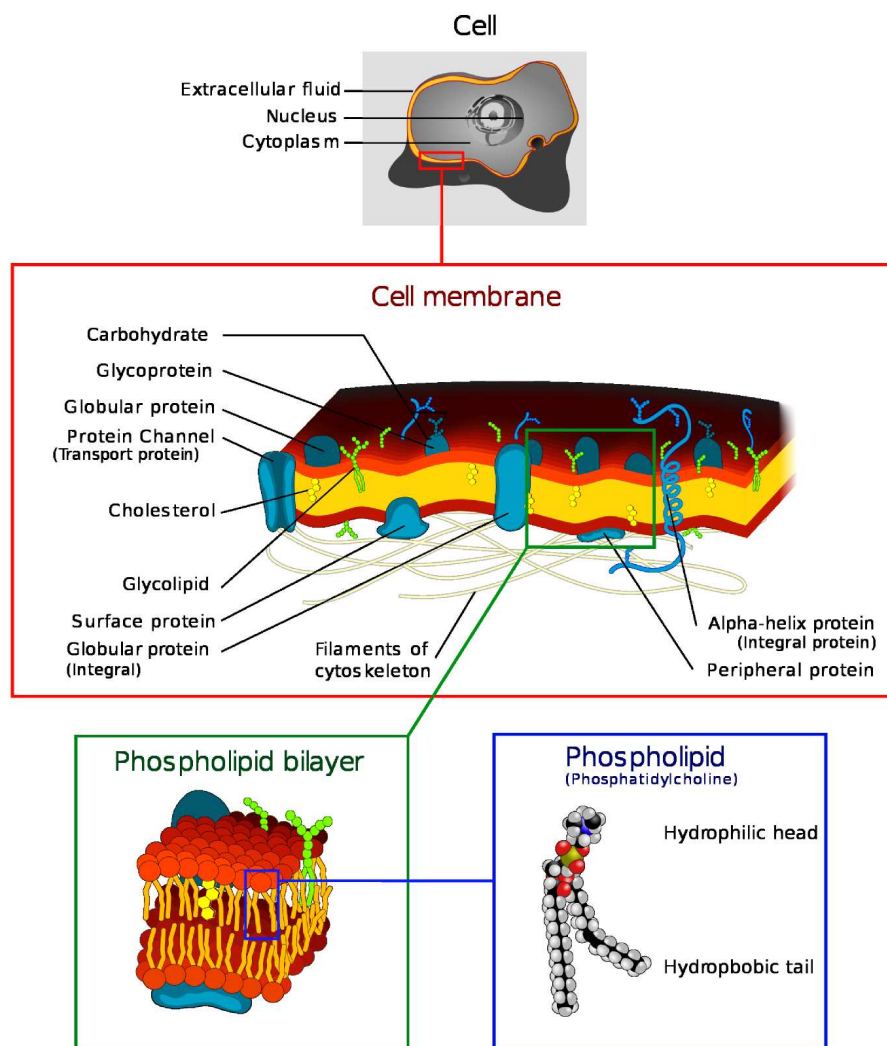 Cell
Extracellular fluid
Nucleus
Cytoplasm
Cell membrane
Carbohydrate
Glycoprotein
Globular protein
Protein Channel
(Transport protein)
Cholesterol
Glycolipid
Surface protein
Globular protein
(Integral)
Filaments of
cytoskeleton
Alpha-helix protein
(Integral protein)
Peripheral protein
Phospholipid bilayer
Phospholipid
(Phosphatidylcholine)
Hydrophilic head
Hydropbobic tail